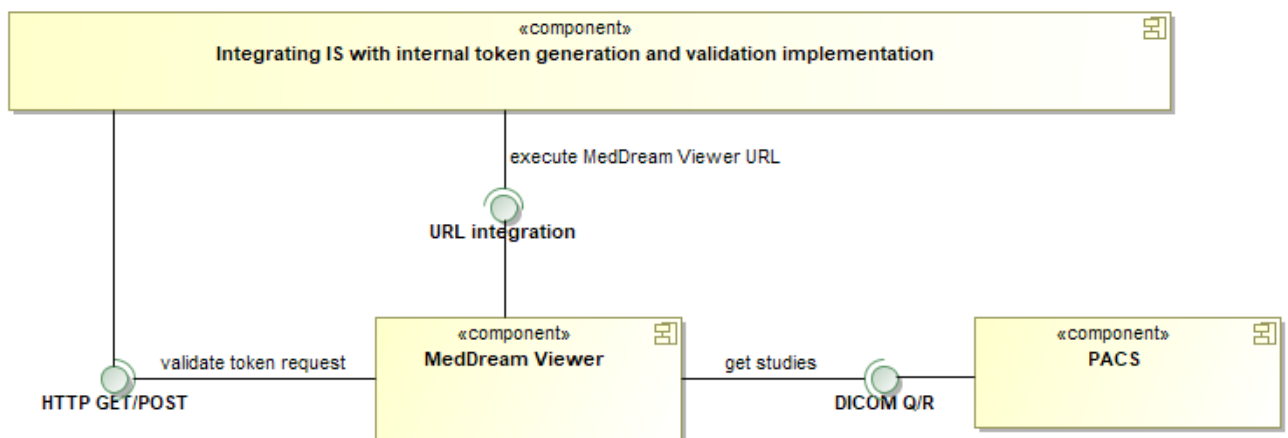 «component»
Integrating IS with internal token generation and validation implementation
execute MedDream Viewer URL
URL integration
«component»
MedDream Viewer
«component»
PACS
validate token request
get studies
HTTP GET/POST
DICOM Q/R